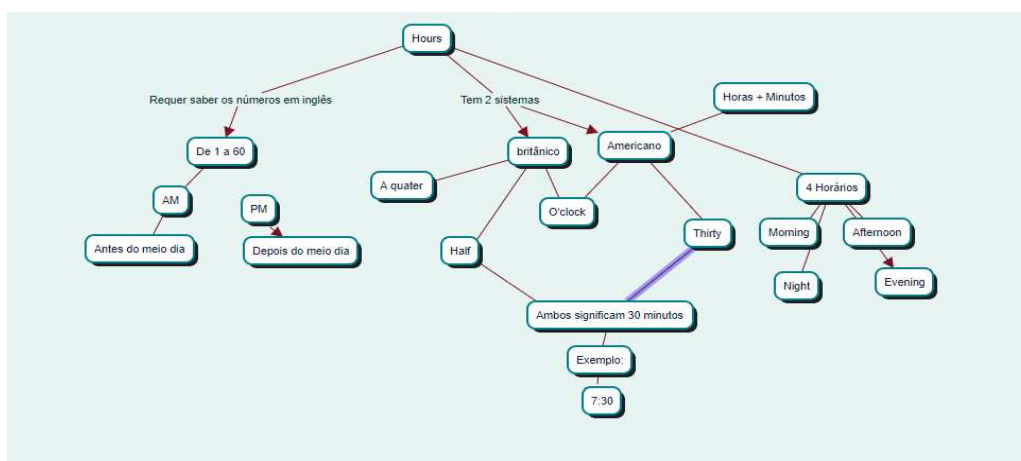 Hours
Requer saber os números em inglês
Tem 2 sistemas
Horas + Minutos
De 1 a 60
britânico
Americano
A quater
O'clock
4 Horários
AM
PM
Antes do meio dia
Depois do meio dia
Half
Thirty
Morning
Afternoon
Night
Evening
Ambos significam 30 minutos
Exemplo:
7:30